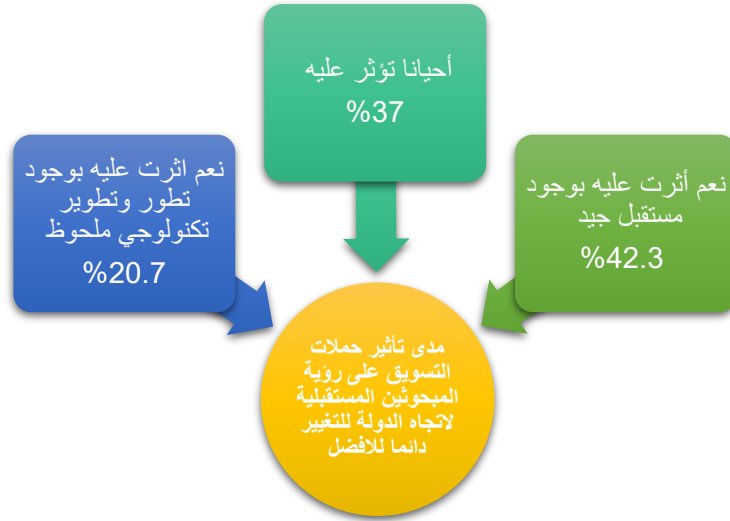 أحيانا تؤثر عليه
%37
نعم أثرت عليه بوجود
مستقبل جيد
%42.3
نعم اثرت عليه بوجود
تطور وتطوير
تكنولوجي ملحوظ
%20.7
مدى تأثير حملات
التسويق على رؤية
المبحوثين المستقبلية
لاتجاه الدولة للتغيير
دائما للافضل